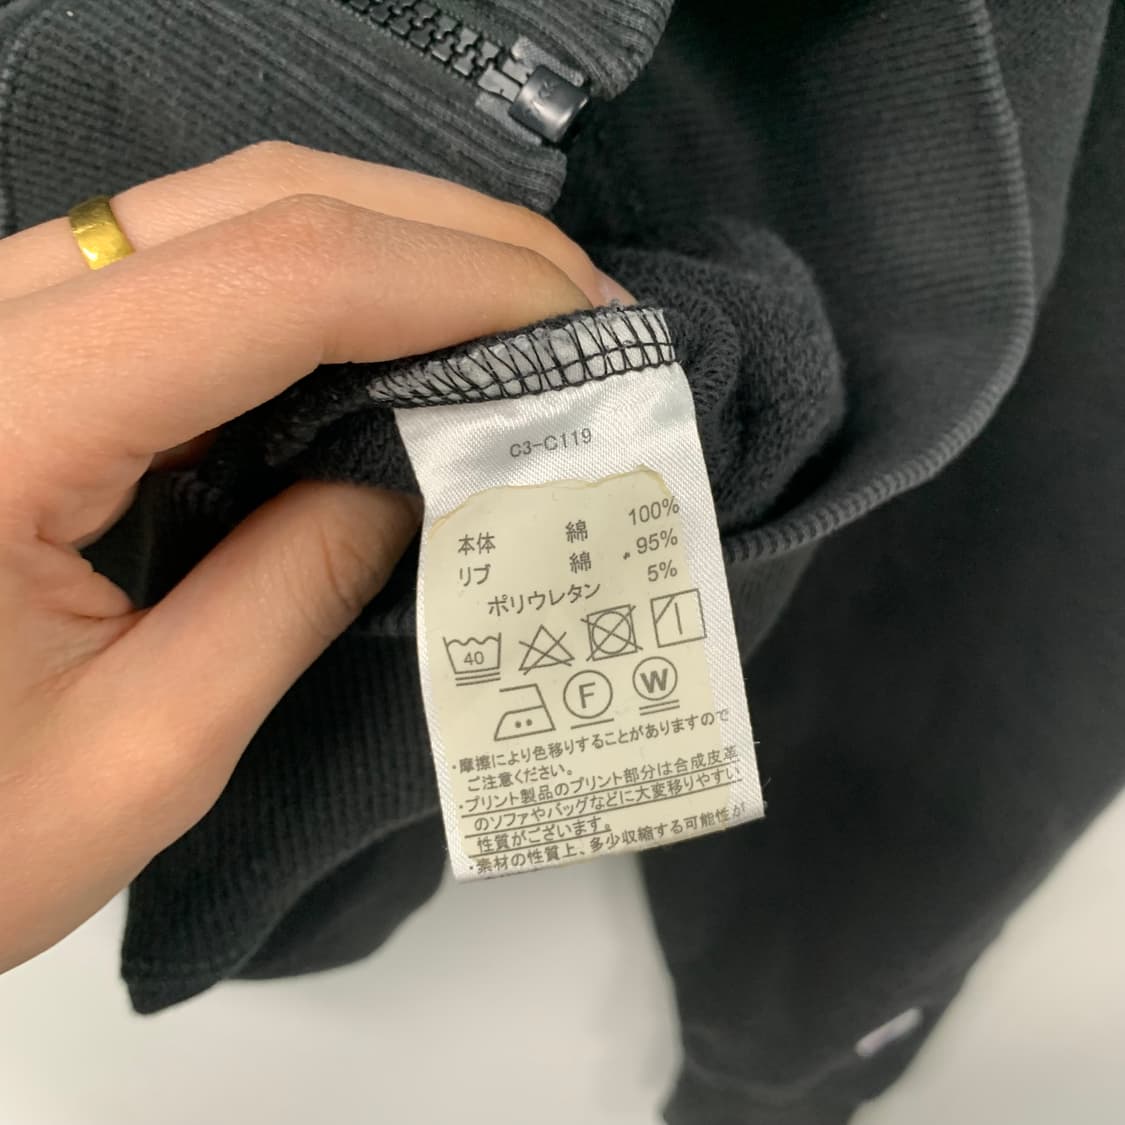 C3-C119
本体 綿 100%
リブ 綿 95%
ポリウレタン 5%
40
F W
・摩擦により色移りすることがありますので
ご注意ください。
・プリント製品のプリント部分は合成皮革
のソファやバッグなどに大変移りやすい
性質がございます。
・素材の性質上、多少収縮する可能性が